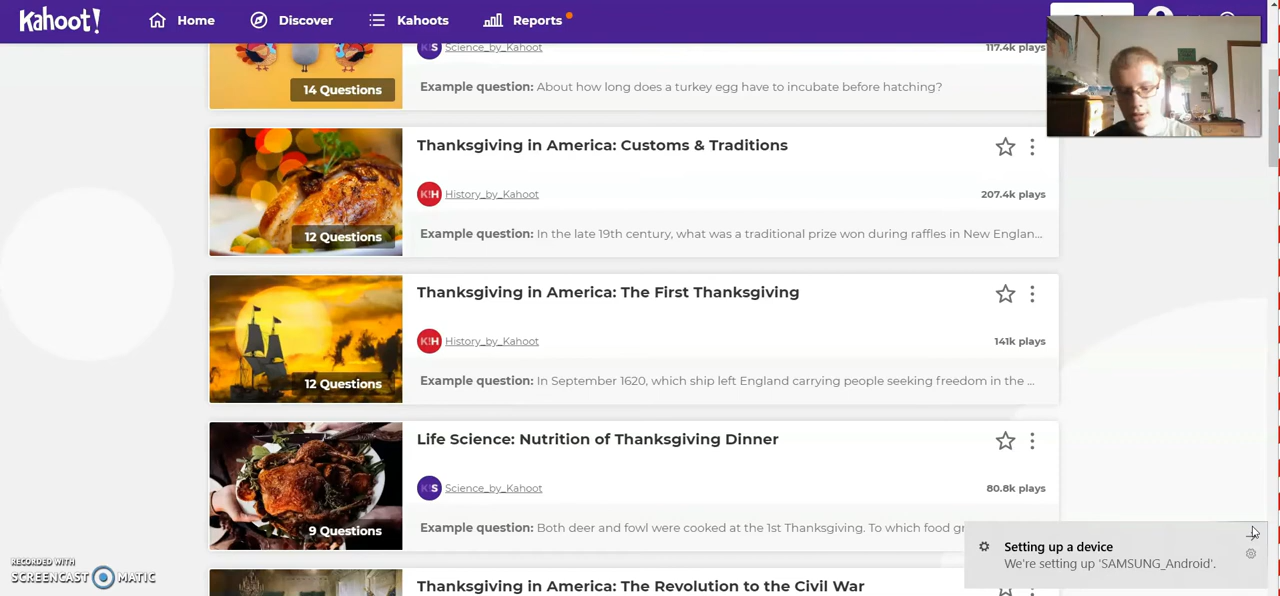 Kahoot! Home Discover Kahoots Reports
K!S Science_by_Kahoot 117.4k plays
14 Questions
Example question: About how long does a turkey egg have to incubate before hatching?
Thanksgiving in America: Customs & Traditions
K!H History_by_Kahoot 207.4k plays
12 Questions
Example question: In the late 19th century, what was a traditional prize won during raffles in New Englan...
Thanksgiving in America: The First Thanksgiving
K!H History_by_Kahoot 141k plays
12 Questions
Example question: In September 1620, which ship left England carrying people seeking freedom in the ...
Life Science: Nutrition of Thanksgiving Dinner
K!S Science_by_Kahoot 80.8k plays
9 Questions
Example question: Both deer and fowl were cooked at the 1st Thanksgiving. To which food gr
Setting up a device
We're setting up 'SAMSUNG_Android'.
RECORDED WITH
SCREENCAST MATIC
Thanksgiving in America: The Revolution to the Civil War